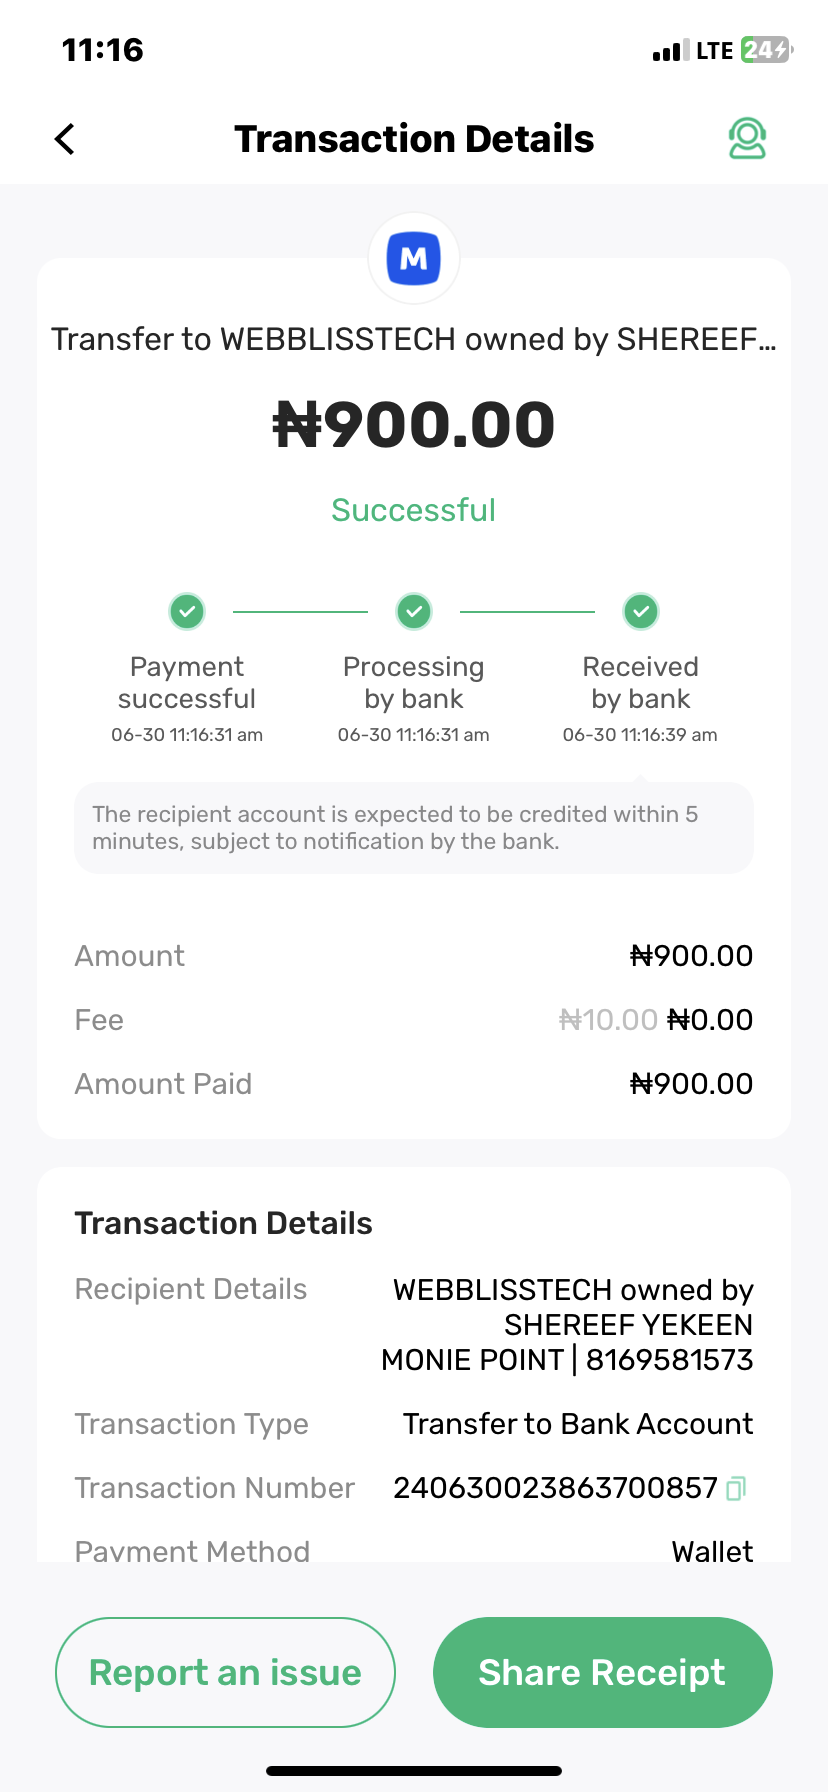 11:16
LTE 24
Transaction Details
M
Transfer to WEBBLISSTECH owned by SHEREEF...
₦900.00
Successful
Payment successful
06-30 11:16:31 am
Processing by bank
06-30 11:16:31 am
Received by bank
06-30 11:16:39 am
The recipient account is expected to be credited within 5
minutes, subject to notification by the bank.
Amount ₦900.00
Fee ₦10.00 ₦0.00
Amount Paid ₦900.00
Transaction Details
Recipient Details WEBBLISSTECH owned by
SHEREEF YEKEEN
MONIE POINT | 8169581573
Transaction Type Transfer to Bank Account
Transaction Number 240630023863700857
Payment Method Wallet
Report an issue Share Receipt